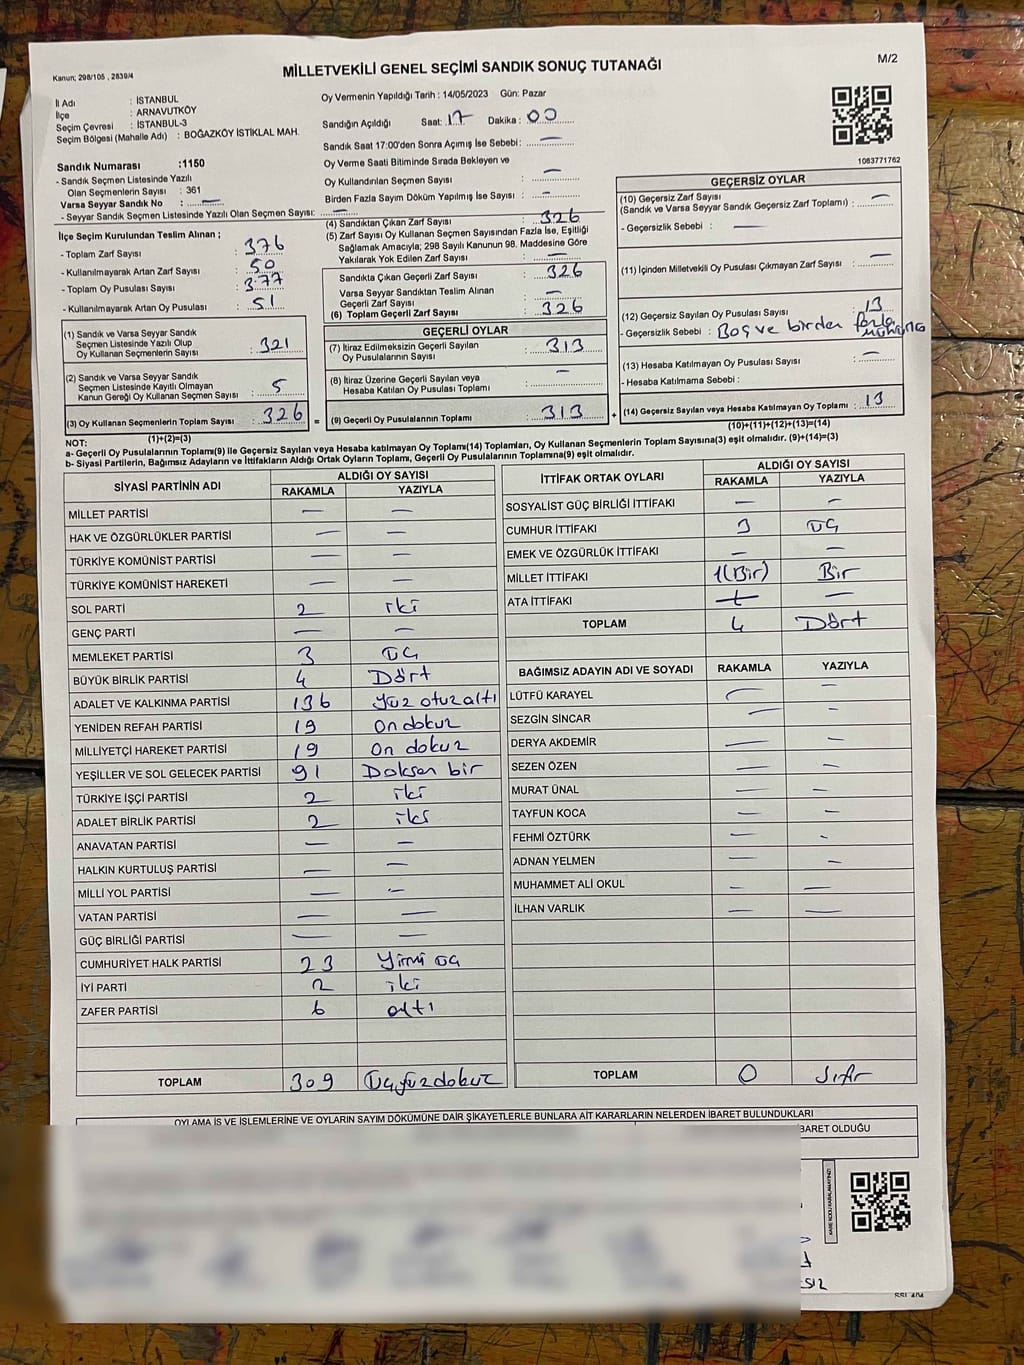 Kanun; 298/105 , 2839/4
MİLLETVEKİLİ GENEL SEÇİMİ SANDIK SONUÇ TUTANAĞI
M/2
İl Adı : İSTANBUL
İlçe : ARNAVUTKÖY
Seçim Çevresi : İSTANBUL-3
Seçim Bölgesi (Mahalle Adı) : BOĞAZKÖY İSTİKLAL MAH.
Sandık Numarası :1150
- Sandık Seçmen Listesinde Yazılı
Olan Seçmenlerin Sayısı : 361
Varsa Seyyar Sandık No : —
- Seyyar Sandık Seçmen Listesinde Yazılı Olan Seçmen Sayısı: —
Oy Vermenin Yapıldığı Tarih : 14/05/2023 Gün: Pazar
Sandığın Açıldığı Saat: 17 Dakika : 00
Sandık Saat 17:00'den Sonra Açımış İse Sebebi: —
Oy Verme Saati Bitiminde Sırada Bekleyen ve
Oy Kullandırılan Seçmen Sayısı : —
Birden Fazla Sayım Döküm Yapılmış İse Sayısı : —
1083771762
İlçe Seçim Kurulundan Teslim Alınan ;
- Toplam Zarf Sayısı : 376
- Kullanılmayarak Artan Zarf Sayısı : 50
- Toplam Oy Pusulası Sayısı : 377
- Kullanılmayarak Artan Oy Pusulası : 51
(1) Sandık ve Varsa Seyyar Sandık
Seçmen Listesinde Yazılı Olup
Oy Kullanan Seçmenlerin Sayısı : 321
(2) Sandık ve Varsa Seyyar Sandık
Seçmen Listesinde Kayıtlı Olmayan
Kanun Gereği Oy Kullanan Seçmen Sayısı : 5
(3) Oy Kullanan Seçmenlerin Toplam Sayısı : 326
(1)+(2)=(3)
(4) Sandıktan Çıkan Zarf Sayısı : 326
(5) Zarf Sayısı Oy Kullanan Seçmen Sayısından Fazla İse, Eşitliği
Sağlamak Amacıyla; 298 Sayılı Kanunun 98. Maddesine Göre
Yakılarak Yok Edilen Zarf Sayısı : —
Sandıkta Çıkan Geçerli Zarf Sayısı : 326
Varsa Seyyar Sandıktan Teslim Alınan
Geçerli Zarf Sayısı : —
(6) Toplam Geçerli Zarf Sayısı : 326
GEÇERLİ OYLAR
(7) İtiraz Edilmeksizin Geçerli Sayılan
Oy Pusulalarının Sayısı : 313
(8) İtiraz Üzerine Geçerli Sayılan veya
Hesaba Katılan Oy Pusulası Toplamı : —
= (9) Geçerli Oy Pusulalarının Toplamı : 313
GEÇERSİZ OYLAR
(10) Geçersiz Zarf Sayısı
(Sandık ve Varsa Seyyar Sandık Geçersiz Zarf Toplamı) : —
- Geçersizlik Sebebi : —
(11) İçinden Milletvekili Oy Pusulası Çıkmayan Zarf Sayısı : —
(12) Geçersiz Sayılan Oy Pusulası Sayısı : 13
- Geçersizlik Sebebi : Boş ve birden fazla
(13) Hesaba Katılmayan Oy Pusulası Sayısı : —
- Hesaba Katılmama Sebebi :
+ (14) Geçersiz Sayılan veya Hesaba Katılmayan Oy Toplamı : 13
(10)+(11)+(12)+(13)=(14)
NOT:
a- Geçerli Oy Pusulalarının Toplamı(9) ile Geçersiz Sayılan veya Hesaba katılmayan Oy Toplamı(14) Toplamları, Oy Kullanan Seçmenlerin Toplam Sayısına(3) eşit olmalıdır. (9)+(14)=(3)
b- Siyasi Partilerin, Bağımsız Adayların ve İttifakların Aldığı Ortak Oyların Toplamı, Geçerli Oy Pusulalarının Toplamına(9) eşit olmalıdır.
SİYASİ PARTİNİN ADI ALDIĞI OY SAYISI
RAKAMLA YAZIYLA
MİLLET PARTİSİ — —
HAK VE ÖZGÜRLÜKLER PARTİSİ — —
TÜRKİYE KOMÜNİST PARTİSİ — —
TÜRKİYE KOMÜNİST HAREKETİ — —
SOL PARTİ 2 iki
GENÇ PARTİ — —
MEMLEKET PARTİSİ 3 ÜÇ
BÜYÜK BİRLİK PARTİSİ 4 Dört
ADALET VE KALKINMA PARTİSİ 136 Yüz otuz altı
YENİDEN REFAH PARTİSİ 19 On dokuz
MİLLİYETÇİ HAREKET PARTİSİ 19 On dokuz
YEŞİLLER VE SOL GELECEK PARTİSİ 91 Doksan bir
TÜRKİYE İŞÇİ PARTİSİ 2 iki
ADALET BİRLİK PARTİSİ 2 iki
ANAVATAN PARTİSİ — —
HALKIN KURTULUŞ PARTİSİ — —
MİLLİ YOL PARTİSİ — —
VATAN PARTİSİ — —
GÜÇ BİRLİĞİ PARTİSİ — —
CUMHURİYET HALK PARTİSİ 23 Yirmi üç
İYİ PARTİ 2 iki
ZAFER PARTİSİ 6 altı
TOPLAM 309 Üçyüzdokuz
İTTİFAK ORTAK OYLARI ALDIĞI OY SAYISI
RAKAMLA YAZIYLA
SOSYALİST GÜÇ BİRLİĞİ İTTİFAKI — —
CUMHUR İTTİFAKI 3 ÜÇ
EMEK VE ÖZGÜRLÜK İTTİFAKI — —
MİLLET İTTİFAKI 1(Bir) Bir
ATA İTTİFAKI — —
TOPLAM 4 Dört
BAĞIMSIZ ADAYIN ADI VE SOYADI RAKAMLA YAZIYLA
LÜTFÜ KARAYEL — —
SEZGİN SİNCAR — —
DERYA AKDEMİR — —
SEZEN ÖZEN — —
MURAT ÜNAL — —
TAYFUN KOCA — —
FEHMİ ÖZTÜRK — —
ADNAN YELMEN — —
MUHAMMET ALİ OKUL — —
İLHAN VARLIK — —
TOPLAM 0 Sıfır
OYLAMA İŞ VE İŞLEMLERİNE VE OYLARIN SAYIM DÖKÜMÜNE DAİR ŞİKAYETLERLE BUNLARA AİT KARARLARIN NELERDEN İBARET BULUNDUKLARI
BARET OLDUĞU
KARE KODU KARALAMAYINIZ!